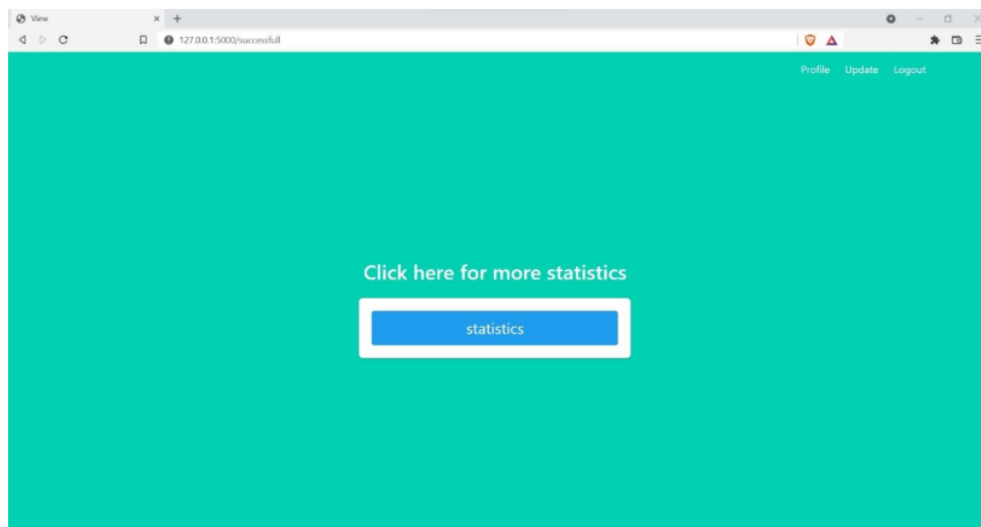 View
127.0.0.1:5000/successfull
Profile Update Logout
Click here for more statistics
statistics